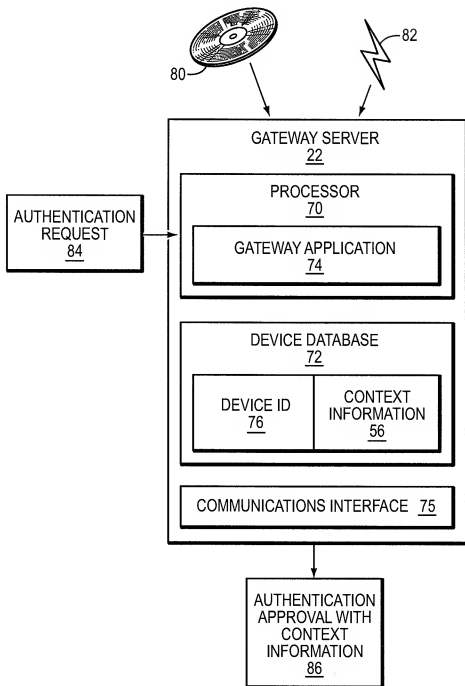 80
82
GATEWAY SERVER
22
PROCESSOR
70
GATEWAY APPLICATION
74
AUTHENTICATION
REQUEST
84
DEVICE DATABASE
72
DEVICE ID
76
CONTEXT
INFORMATION
56
COMMUNICATIONS INTERFACE 75
AUTHENTICATION
APPROVAL WITH
CONTEXT
INFORMATION
86